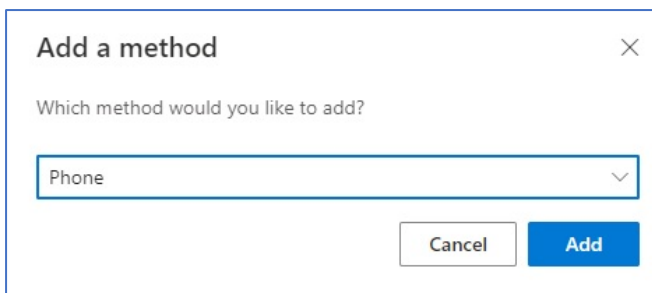 Add a method
Which method would you like to add?
Phone
Cancel
Add